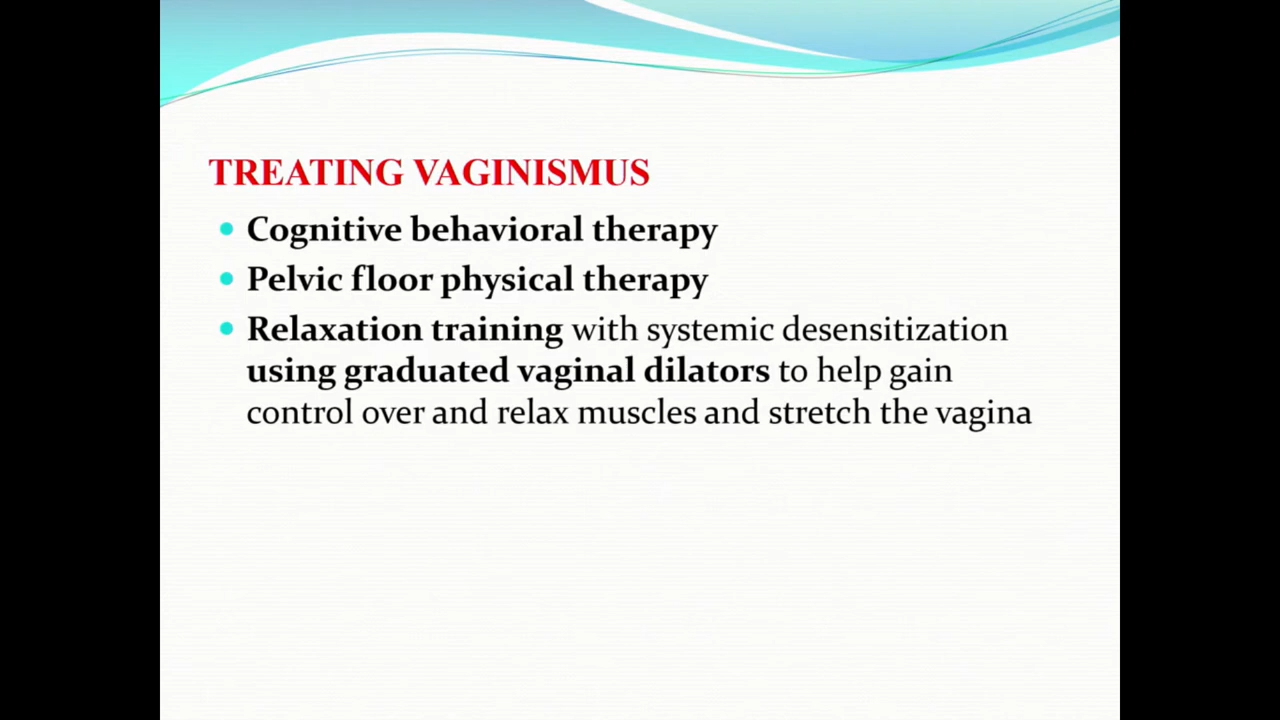 TREATING VAGINISMUS
• Cognitive behavioral therapy
• Pelvic floor physical therapy
• Relaxation training with systemic desensitization
using graduated vaginal dilators to help gain
control over and relax muscles and stretch the vagina